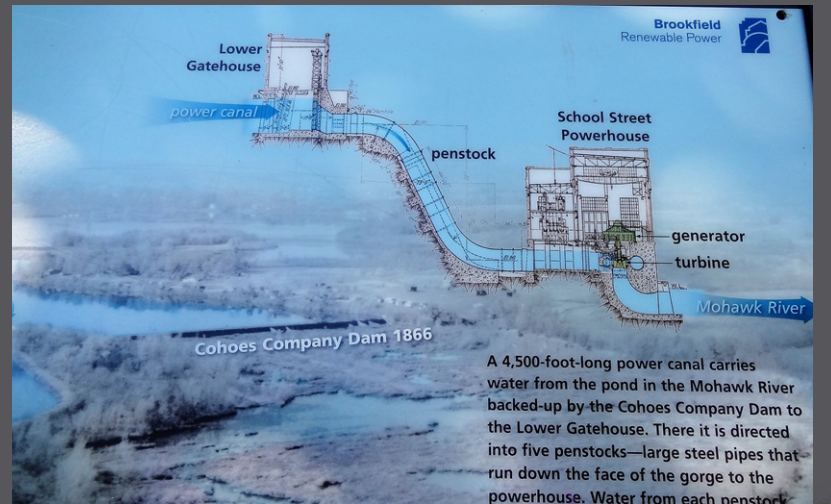 Brookfield
Renewable Power
Lower
Gatehouse
power canal
School Street
Powerhouse
penstock
generator
turbine
Mohawk River
Cohoes Company Dam 1866
A 4,500-foot-long power canal carries
water from the pond in the Mohawk River
backed-up by the Cohoes Company Dam to
the Lower Gatehouse. There it is directed
into five penstocks—large steel pipes that
run down the face of the gorge to the
powerhouse. Water from each penstock